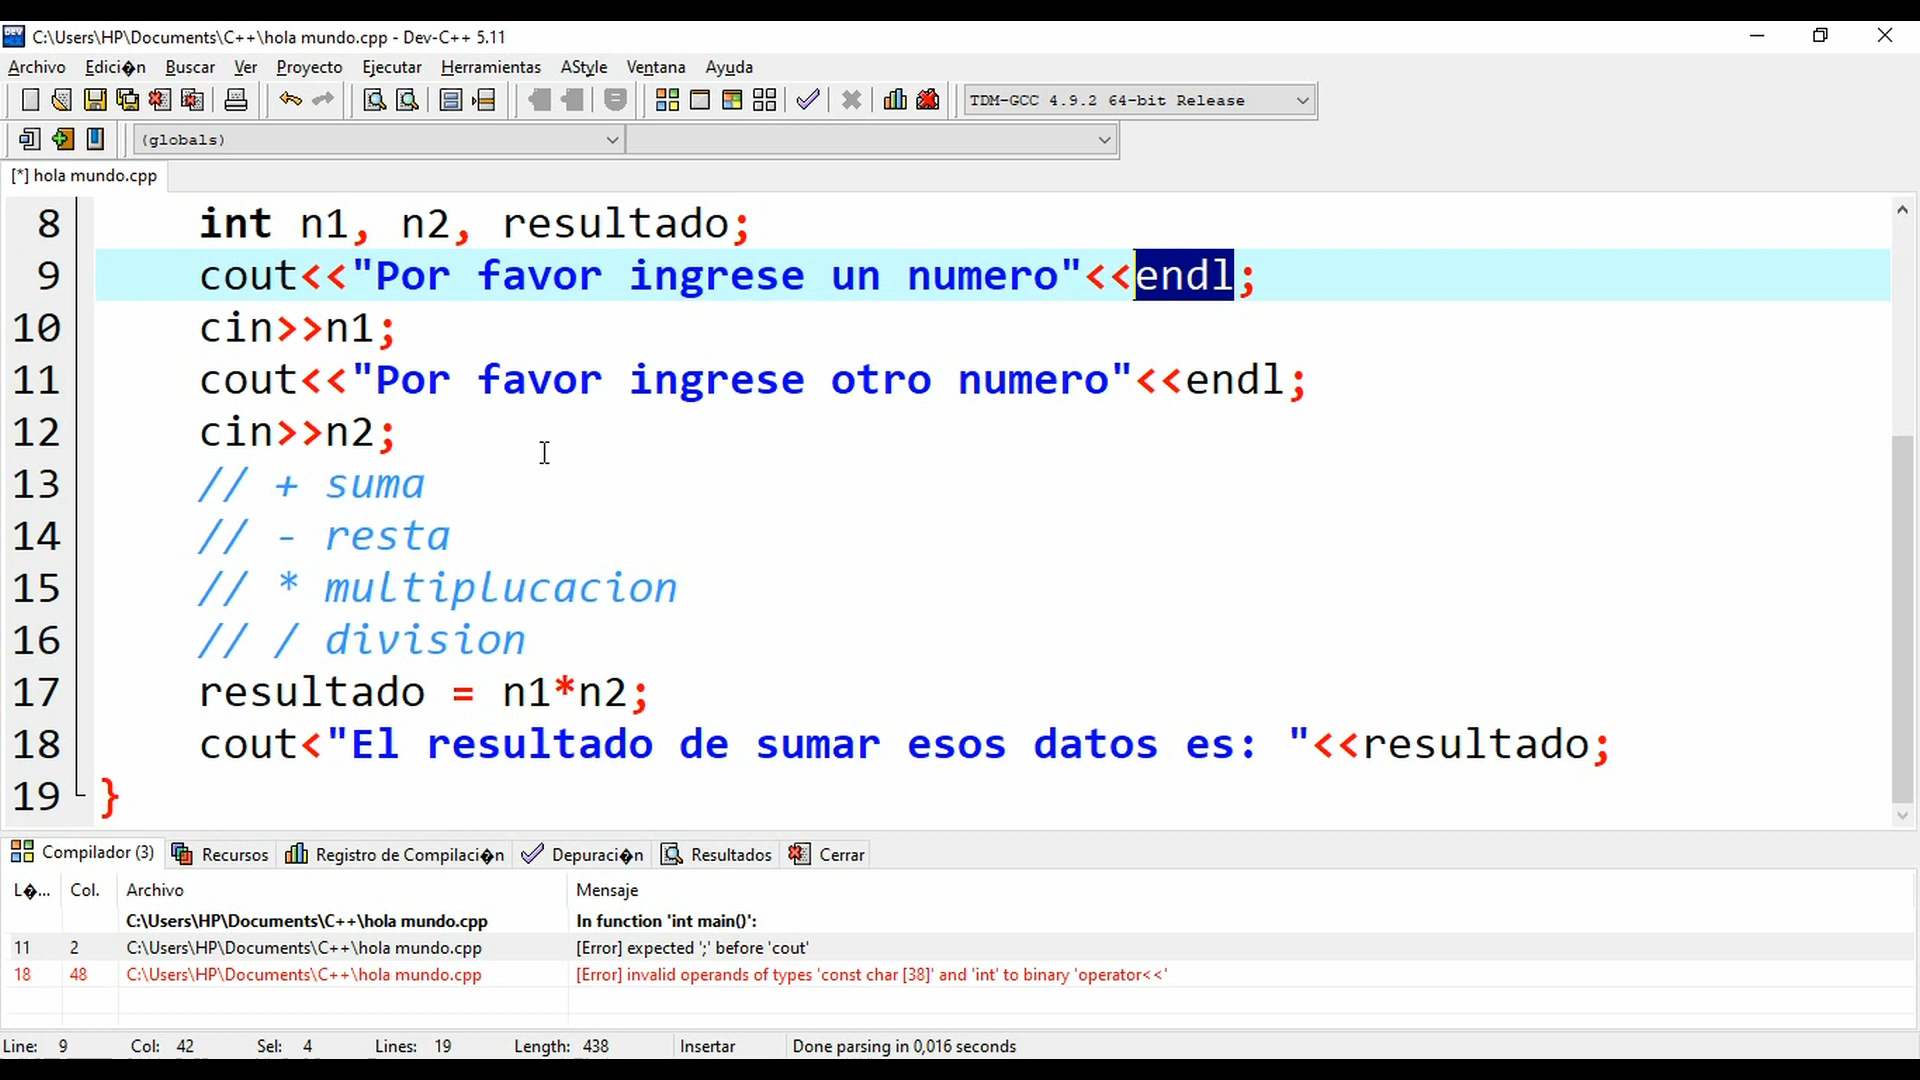 C:\Users\HP\Documents\C++\hola mundo.cpp - Dev-C++ 5.11
Archivo Edici�n Buscar Ver Proyecto Ejecutar Herramientas AStyle Ventana Ayuda
TDM-GCC 4.9.2 64-bit Release
(globals)
[*] hola mundo.cpp
8 int n1, n2, resultado;
9 cout<<"Por favor ingrese un numero"<<endl;
10 cin>>n1;
11 cout<<"Por favor ingrese otro numero"<<endl;
12 cin>>n2;
13 // + suma
14 // - resta
15 // * multiplucacion
16 // / division
17 resultado = n1*n2;
18 cout<"El resultado de sumar esos datos es: "<<resultado;
19 }
Compilador (3) Recursos Registro de Compilaci�n Depuraci�n Resultados Cerrar
L�... Col. Archivo Mensaje
C:\Users\HP\Documents\C++\hola mundo.cpp In function 'int main()':
11 2 C:\Users\HP\Documents\C++\hola mundo.cpp [Error] expected ';' before 'cout'
18 48 C:\Users\HP\Documents\C++\hola mundo.cpp [Error] invalid operands of types 'const char [38]' and 'int' to binary 'operator<<'
Line: 9 Col: 42 Sel: 4 Lines: 19 Length: 438 Insertar Done parsing in 0,016 seconds